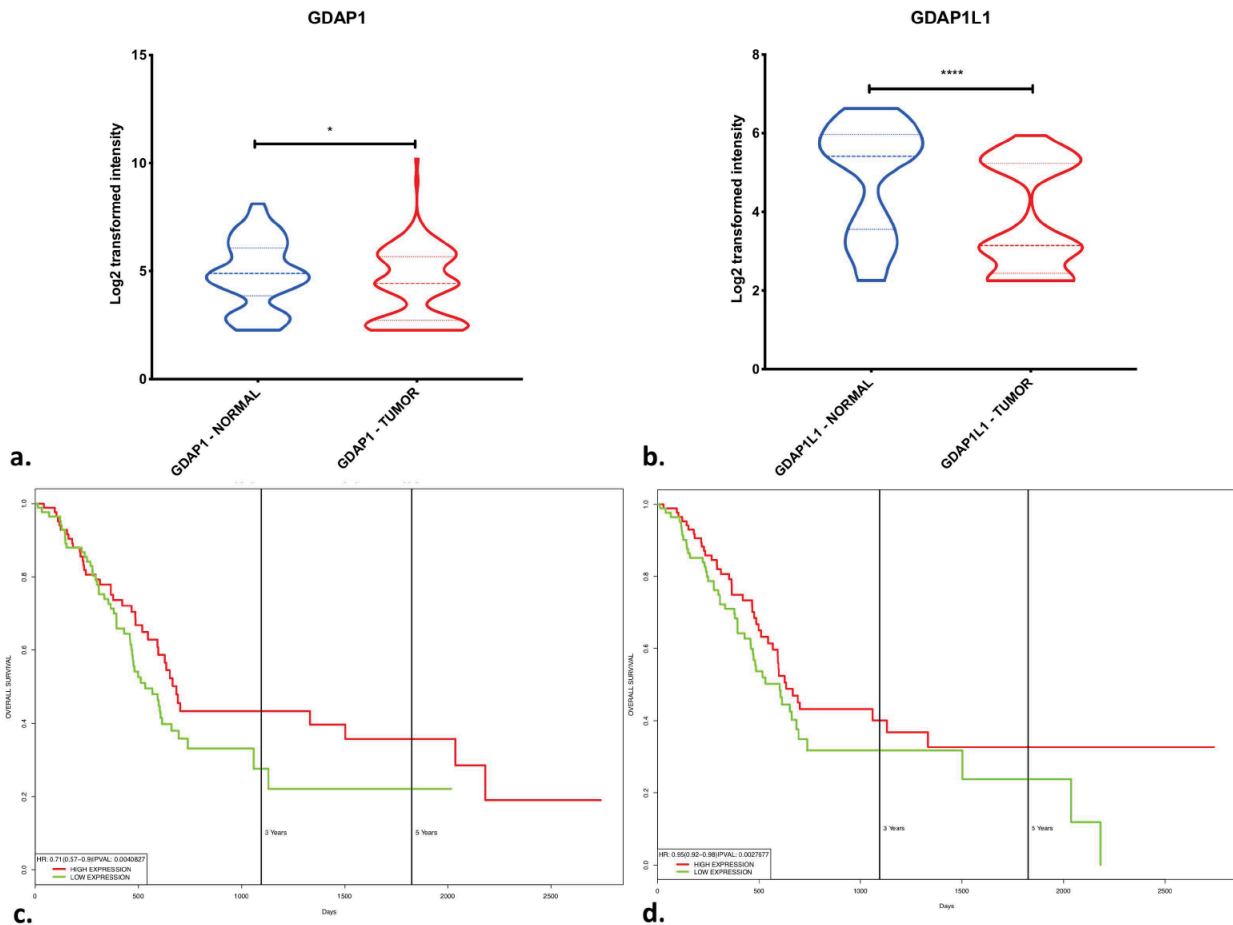 GDAP1
Log2 transformed intensity
15
10
5
0
*
GDAP1 - NORMAL
GDAP1 - TUMOR
a.
GDAP1L1
Log2 transformed intensity
8
6
4
2
0
****
GDAP1L1 - NORMAL
GDAP1L1 - TUMOR
b.
OVERALL SURVIVAL
1.0
0.8
0.6
0.4
0.2
0.0
3 Years
5 Years
HR: 0.71(0.57-0.9)|PVAL: 0.0040827
HIGH EXPRESSION
LOW EXPRESSION
0 500 1000 1500 2000 2500
Days
c.
OVERALL SURVIVAL
1.0
0.8
0.6
0.4
0.2
0.0
3 Years
5 Years
HR: 0.95(0.92-0.98)|PVAL: 0.0027677
HIGH EXPRESSION
LOW EXPRESSION
0 500 1000 1500 2000 2500
Days
d.